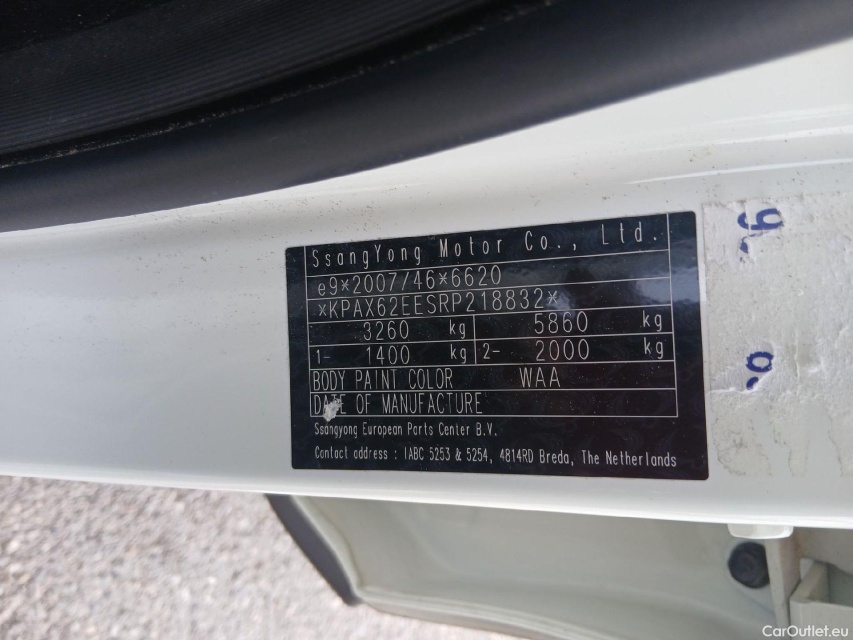 SsangYong Motor Co., Ltd.
e9*2007/46*6620
*KPAX62EESRP218832*
3260 kg 5860 kg
1- 1400 kg 2- 2000 kg
BODY PAINT COLOR WAA
DATE OF MANUFACTURE
Ssangyong European Parts Center B.V.
Contact address : IABC 5253 & 5254, 4814RD Breda, The Netherlands
CarOutlet.eu